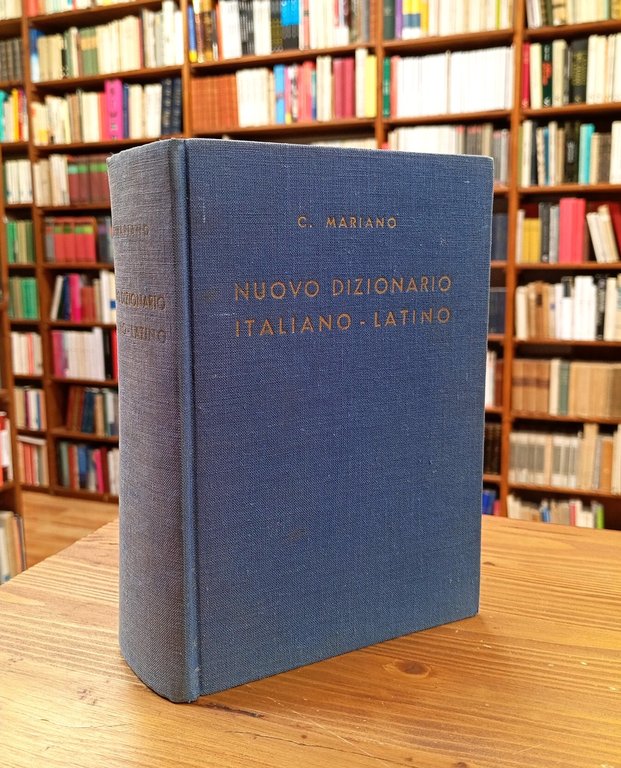 C. MARIANO
NUOVO DIZIONARIO
ITALIANO - LATINO
MARIANO
DIZIONARIO
LATINO